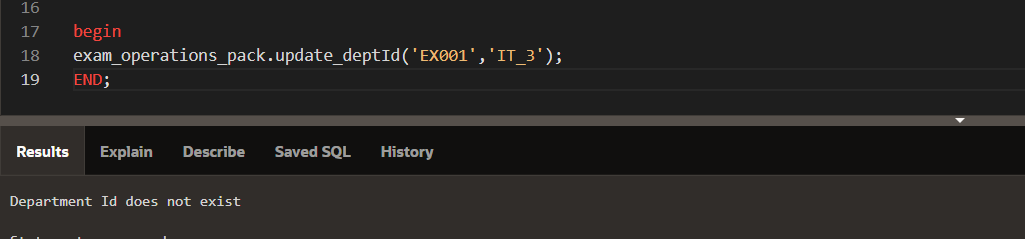 16
17 begin
18 exam_operations_pack.update_deptId('EX001','IT_3');
19 END;
Results Explain Describe Saved SQL History
Department Id does not exist